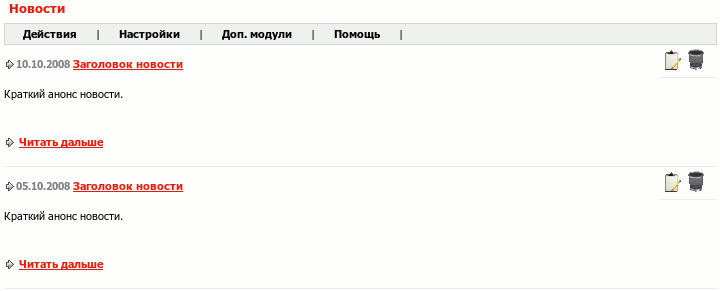 Новости
Действия | Настройки | Доп. модули | Помощь |
10.10.2008 Заголовок новости
Краткий анонс новости.
Читать дальше
05.10.2008 Заголовок новости
Краткий анонс новости.
Читать дальше